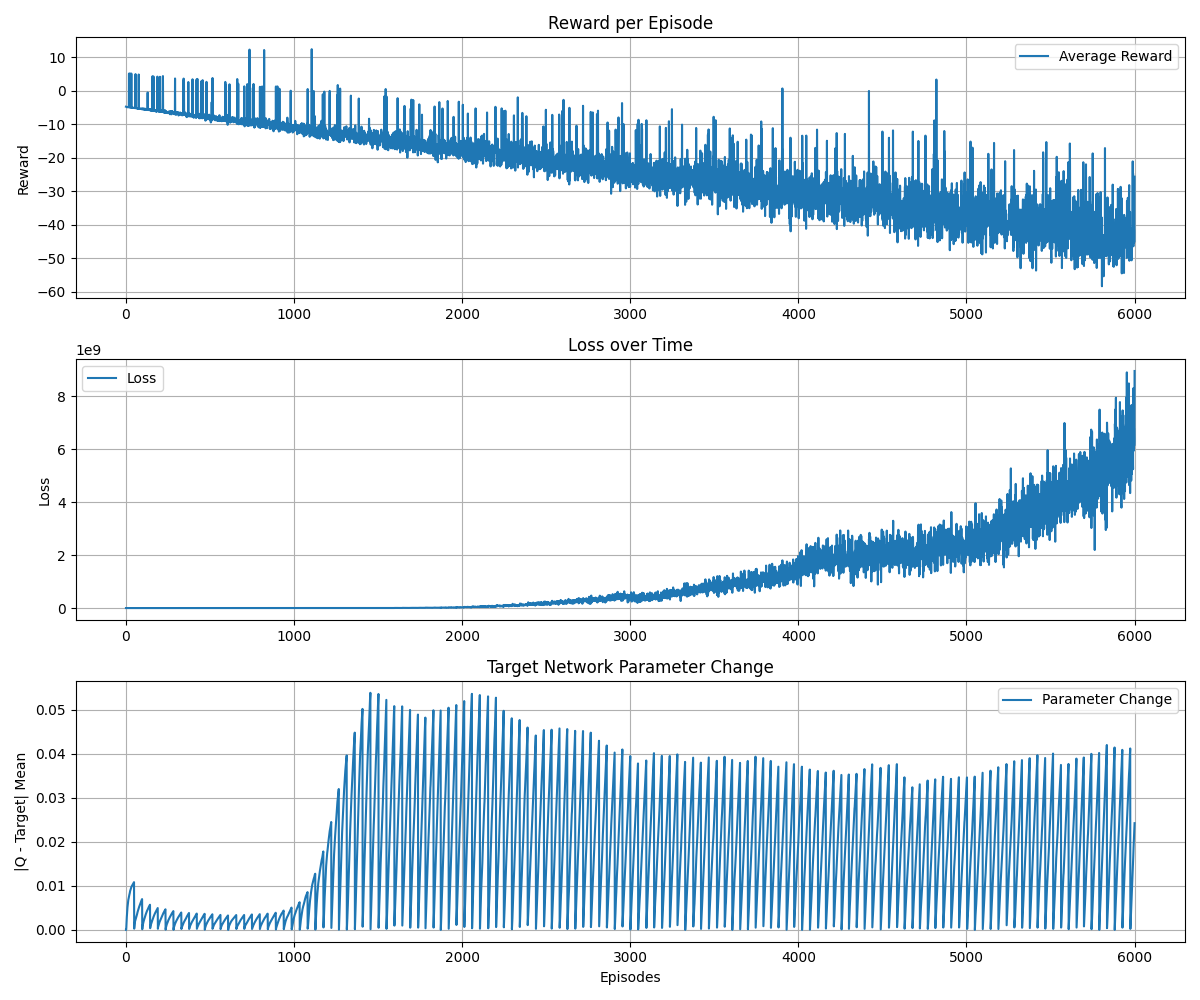 Reward per Episode
10
0
−10
−20
−30
−40
−50
−60
Reward
Average Reward
0 1000 2000 3000 4000 5000 6000
Loss over Time
1e9
8
6
4
2
0
Loss
Loss
0 1000 2000 3000 4000 5000 6000
Target Network Parameter Change
0.05
0.04
0.03
0.02
0.01
0.00
|Q - Target| Mean
Parameter Change
0 1000 2000 3000 4000 5000 6000
Episodes